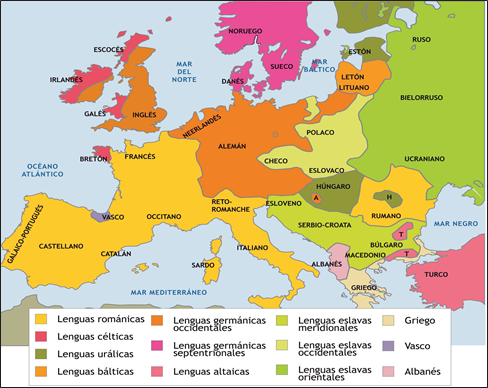 NORUEGO
RUSO
ESCOCÉS
MAR
DEL
NORTE
SUECO
MAR
BÁLTICO
ESTÓN
IRLANDÉS
DANÉS
LETÓN
LITUANO
GALÉS
INGLÉS
NEERLANDÉS
BIELORRUSO
POLACO
ALEMÁN
BRETÓN
FRANCÉS
CHECO
ESLOVACO
UCRANIANO
OCÉANO
ATLÁNTICO
HÚNGARO
A
H
RETO-
ROMANCHE
ESLOVENO
RUMANO
VASCO
OCCITANO
SERBIO-CROATA
MAR NEGRO
GALAICO-PORTUGUÉS
CASTELLANO
CATALÁN
ITALIANO
BÚLGARO
T
MACEDONIO
T
SARDO
ALBANÉS
TURCO
GRIEGO
MAR MEDITERRÁNEO
Lenguas románicas
Lenguas célticas
Lenguas urálicas
Lenguas bálticas
Lenguas germánicas
occidentales
Lenguas germánicas
septentrionales
Lenguas altaicas
Lenguas eslavas
meridionales
Lenguas eslavas
occidentales
Lenguas eslavas
orientales
Griego
Vasco
Albanés